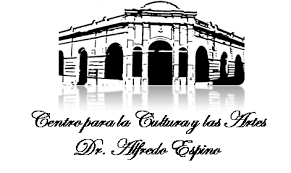 Centro para la Cultura y las Artes
Dr. Alfredo Espino